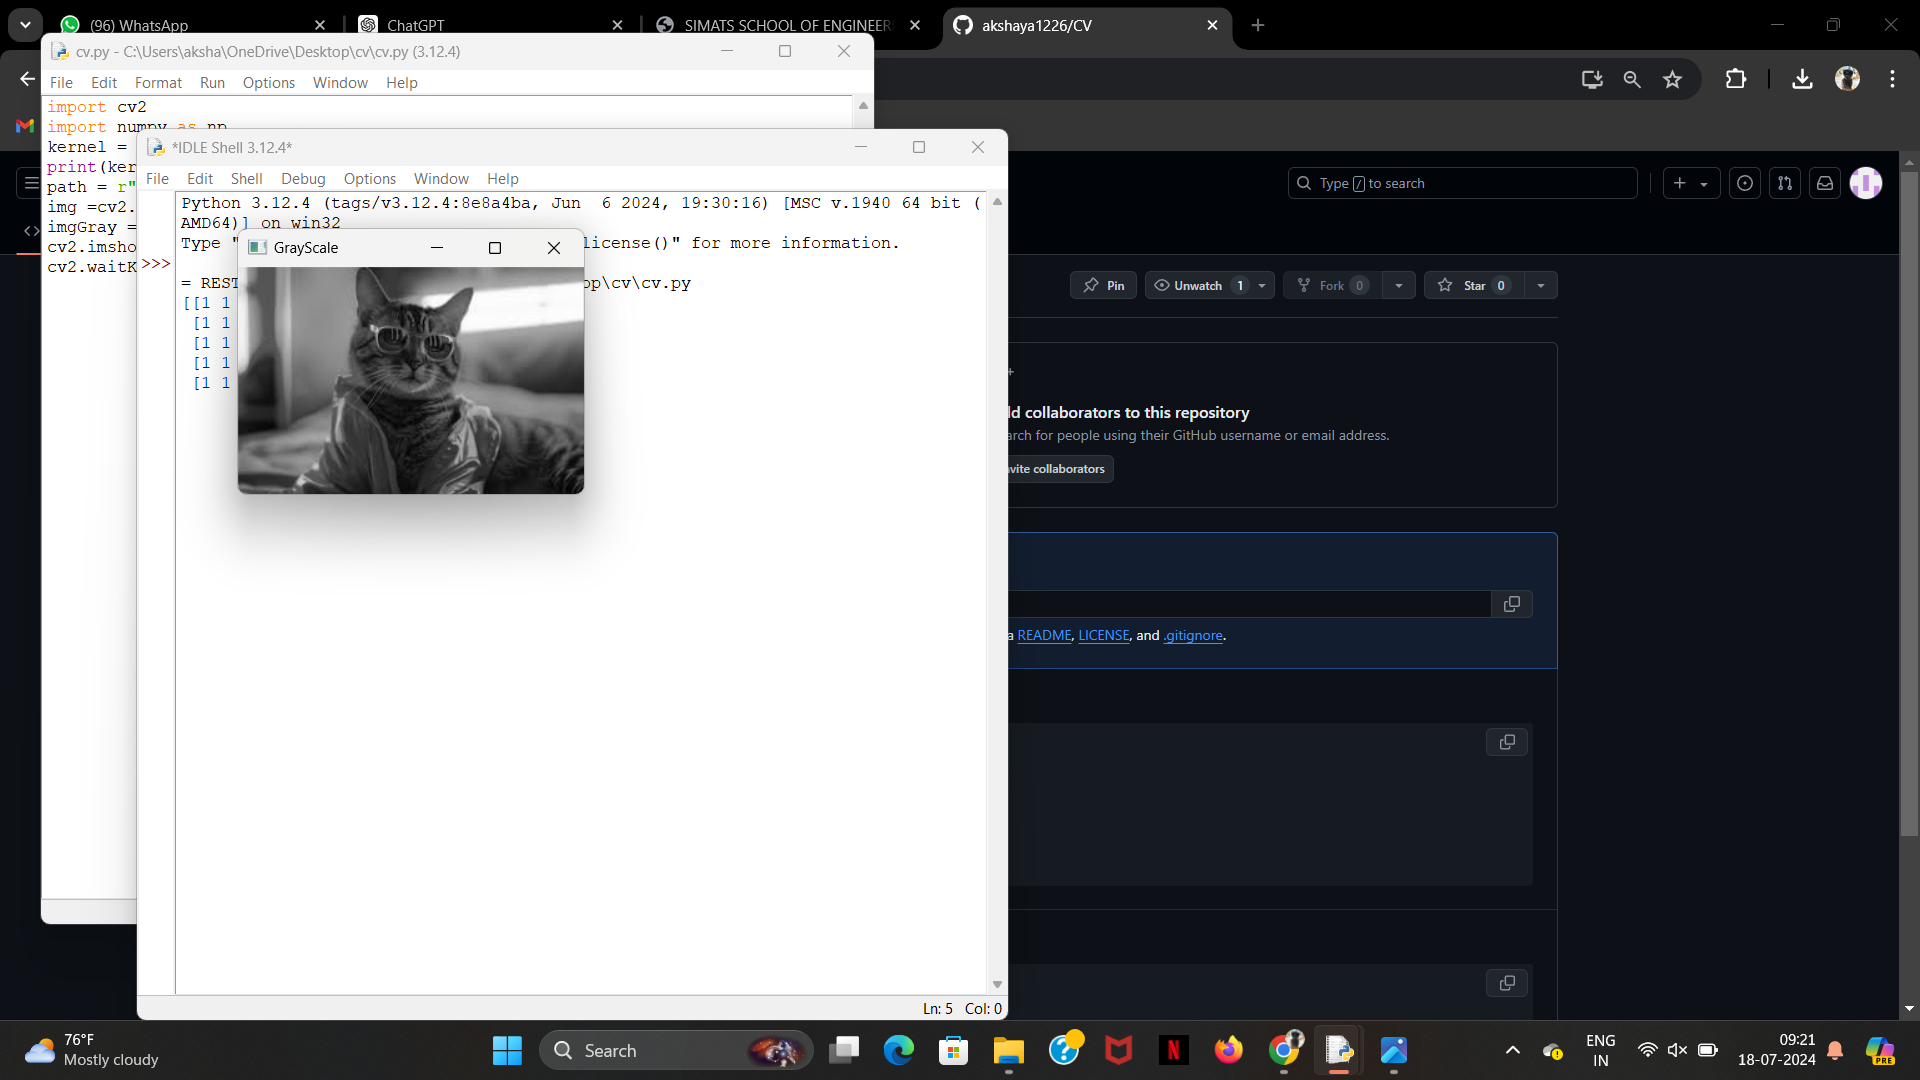 (96) WhatsApp
ChatGPT
SIMATS SCHOOL OF ENGINEER
akshaya1226/CV
cv.py - C:\Users\aksha\OneDrive\Desktop\cv\cv.py (3.12.4)
File Edit Format Run Options Window Help
import cv2
import numpy as np
kernel =
print(ker
path = r"
img =cv2.
imgGray =
cv2.imsho
cv2.waitK
*IDLE Shell 3.12.4*
File Edit Shell Debug Options Window Help
Python 3.12.4 (tags/v3.12.4:8e8a4ba, Jun  6 2024, 19:30:16) [MSC v.1940 64 bit (
AMD64)] on win32
Type "
license()" for more information.
>>>
= REST
op\cv\cv.py
[[1 1
[1 1
[1 1
[1 1
[1 1
GrayScale
Ln: 5 Col: 0
Type / to search
Pin
Unwatch 1
Fork 0
Star 0
ld collaborators to this repository
arch for people using their GitHub username or email address.
vite collaborators
a README, LICENSE, and .gitignore.
76°F
Mostly cloudy
Search
ENG
IN
09:21
18-07-2024
PRE